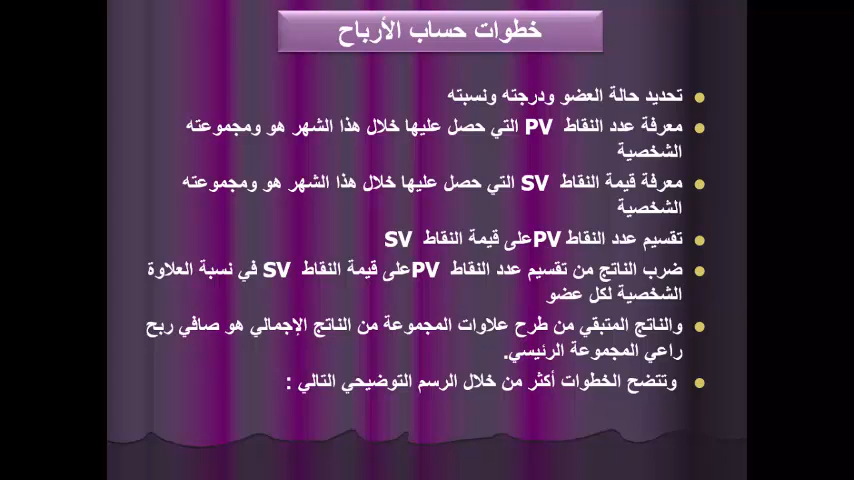 خطوات حساب الأرباح
تحديد حالة العضو ودرجته ونسبته
معرفة عدد النقاط PV التي حصل عليها خلال هذا الشهر هو ومجموعته
الشخصية
معرفة قيمة النقاط SV التي حصل عليها خلال هذا الشهر هو ومجموعته
الشخصية
تقسيم عدد النقاط PVعلى قيمة النقاط SV
ضرب الناتج من تقسيم عدد النقاط PVعلى قيمة النقاط SV في نسبة العلاوة
الشخصية لكل عضو
والناتج المتبقي من طرح علاوات المجموعة من الناتج الإجمالي هو صافي ربح
راعي المجموعة الرئيسي.
وتتضح الخطوات أكثر من خلال الرسم التوضيحي التالي :